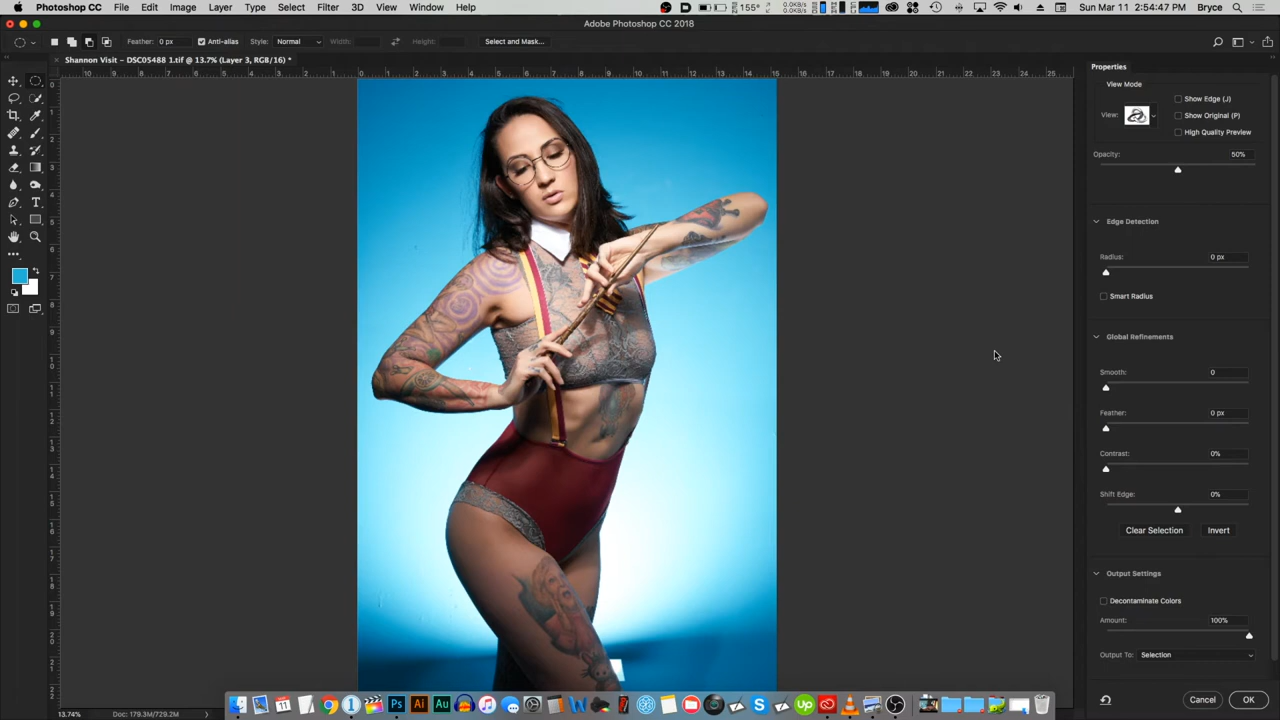 Photoshop CC File Edit Image Layer Type Select Filter 3D View Window Help 155° 0.0KB/s 0.0KB/s Sun Mar 11 2:54:47 PM Bryce
Adobe Photoshop CC 2018
Feather: 0 px Anti-alias Style: Normal Width: Height: Select and Mask...
Shannon Visit – DSC05488 1.tif @ 13.7% (Layer 3, RGB/16) *
Properties
View Mode
Show Edge (J)
View: Show Original (P)
High Quality Preview
Opacity: 50%
Edge Detection
Radius: 0 px
Smart Radius
Global Refinements
Smooth: 0
Feather: 0 px
Contrast: 0%
Shift Edge: 0%
Clear Selection Invert
Output Settings
Decontaminate Colors
Amount: 100%
Output To: Selection
Cancel OK
13.74% Doc: 179.3M/729.2M